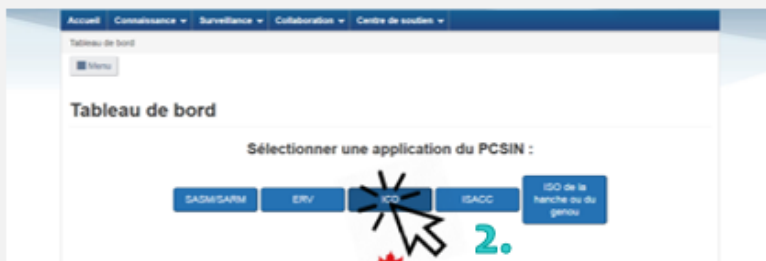 Accueil Connaissance Surveillance Collaboration Centre de soutien
Tableau de bord
Menu
Tableau de bord
Sélectionner une application du PCSIN :
SASM/SARM ERV ICD ISACC ISO de la
hanche ou du
genou
2.